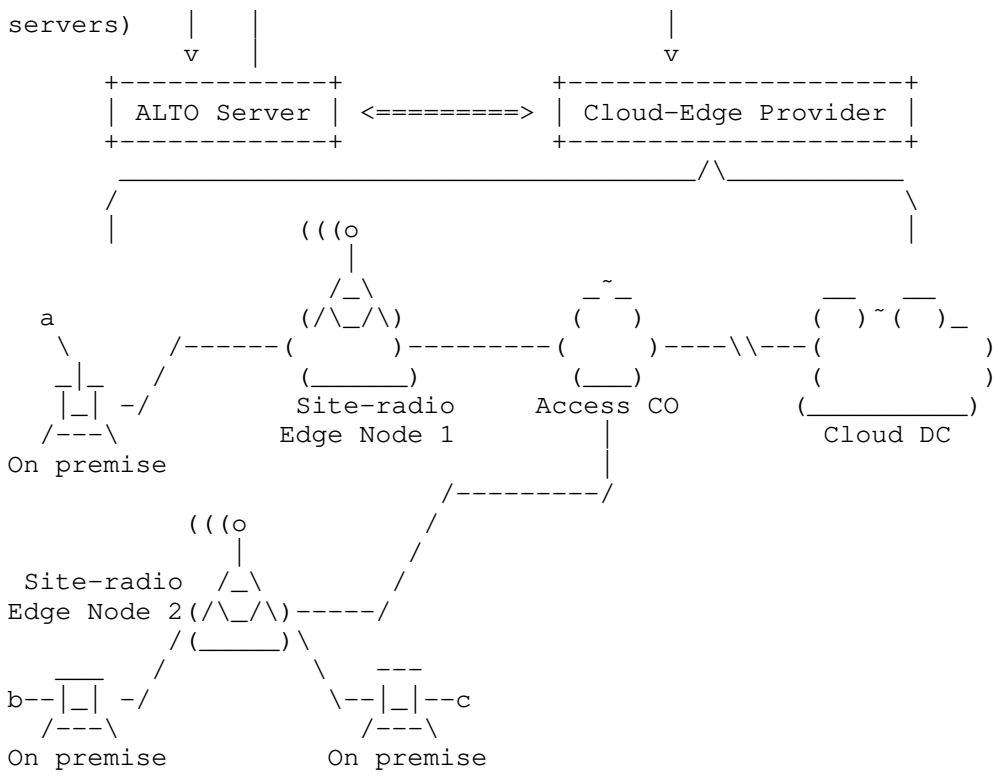 servers)
v v
ALTO Server <=========> Cloud-Edge Provider
(((o
a
Site-radio Access CO
Edge Node 1 Cloud DC
On premise
(((o
Site-radio
Edge Node 2
b c
On premise On premise